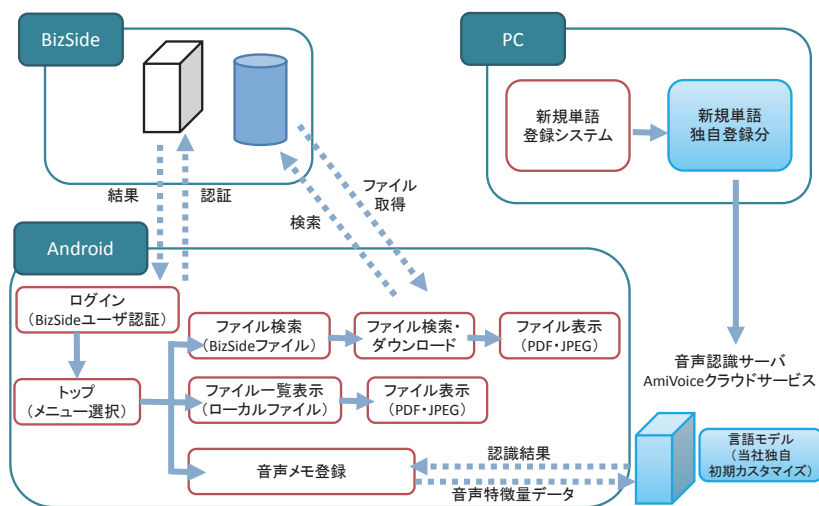 BizSide
PC
新規単語
登録システム
新規単語
独自登録分
結果
認証
ファイル
取得
検索
Android
ログイン
（BizSideユーザ認証）
ファイル検索
（BizSideファイル）
ファイル検索・
ダウンロード
ファイル表示
（PDF・JPEG）
トップ
（メニュー選択）
ファイル一覧表示
（ローカルファイル）
ファイル表示
（PDF・JPEG）
音声認識サーバ
AmiVoiceクラウドサービス
音声メモ登録
認識結果
音声特徴量データ
言語モデル
（当社独自
初期カスタマイズ）